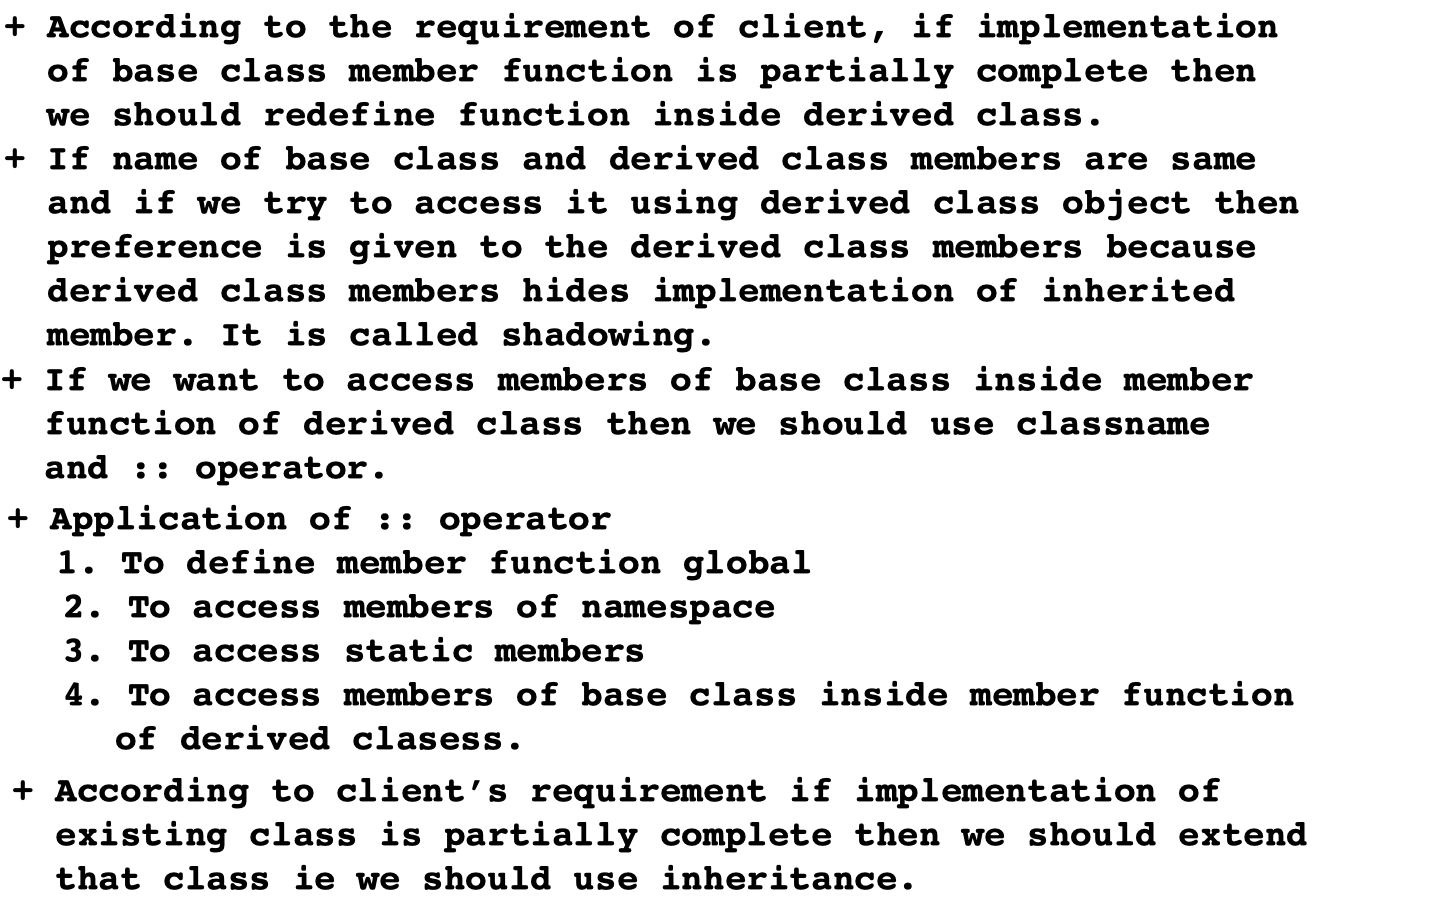 + According to the requirement of client, if implementation
of base class member function is partially complete then
we should redefine function inside derived class.
+ If name of base class and derived class members are same
and if we try to access it using derived class object then
preference is given to the derived class members because
derived class members hides implementation of inherited
member. It is called shadowing.
+ If we want to access members of base class inside member
function of derived class then we should use classname
and :: operator.
+ Application of :: operator
1. To define member function global
2. To access members of namespace
3. To access static members
4. To access members of base class inside member function
of derived clasess.
+ According to client’s requirement if implementation of
existing class is partially complete then we should extend
that class ie we should use inheritance.